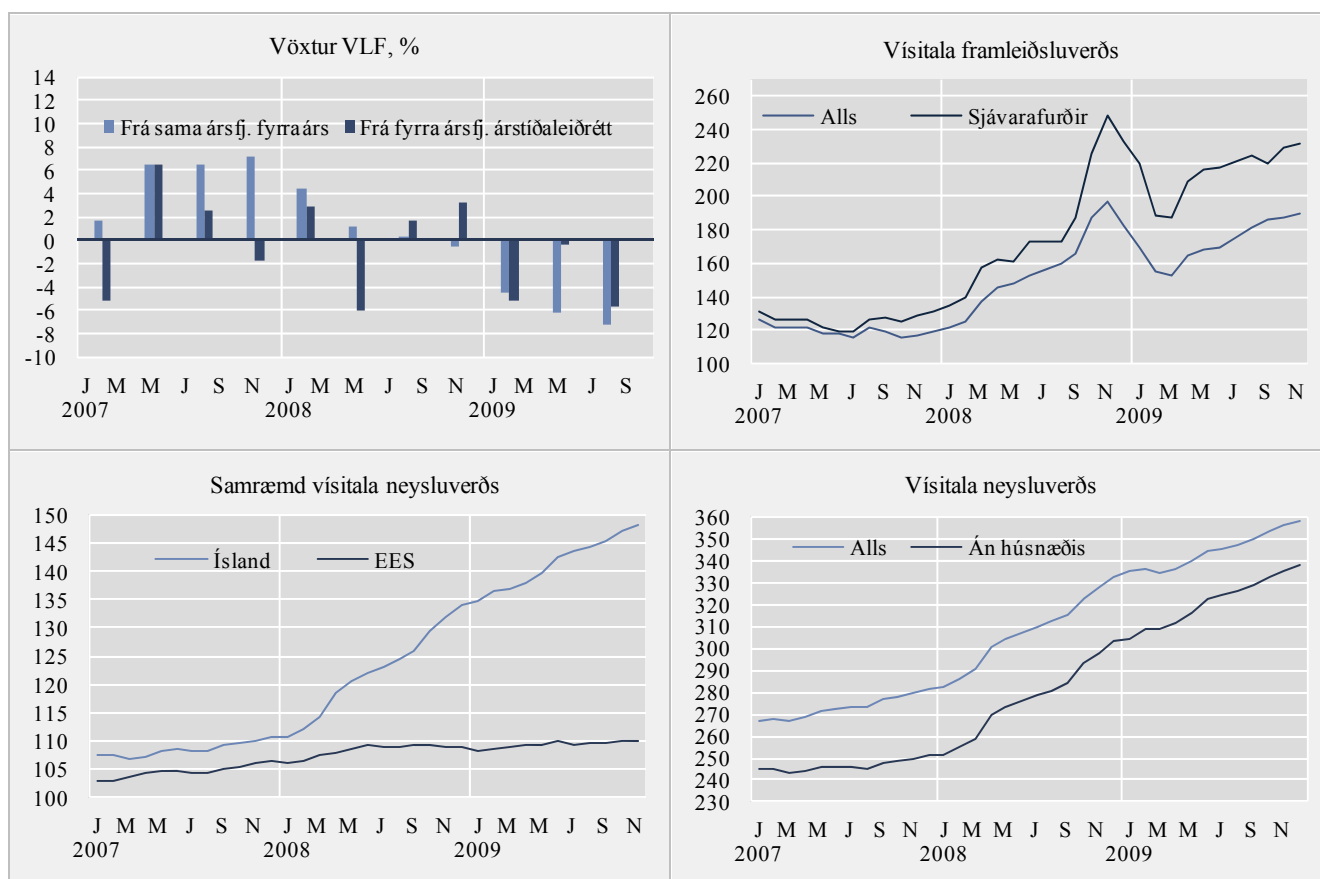 Vöxtur VLF, %
14
12
10
8
6
4
2
0
-2
-4
-6
-8
-10
Frá sama ársfj. fyrra árs Frá fyrra ársfj. árstíðaleiðrétt
J M M J S N J M M J S N J M M J S
2007 2008 2009
Vísitala framleiðsluverðs
260
240
220
200
180
160
140
120
100
Alls Sjávarafurðir
J M M J S N J M M J S N J M M J S N
2007 2008 2009
Samræmd vísitala neysluverðs
150
145
140
135
130
125
120
115
110
105
100
Ísland EES
J M M J S N J M M J S N J M M J S N
2007 2008 2009
Vísitala neysluverðs
360
350
340
330
320
310
300
290
280
270
260
250
240
230
Alls Án húsnæðis
J M M J S N J M M J S N J M M J S N
2007 2008 2009